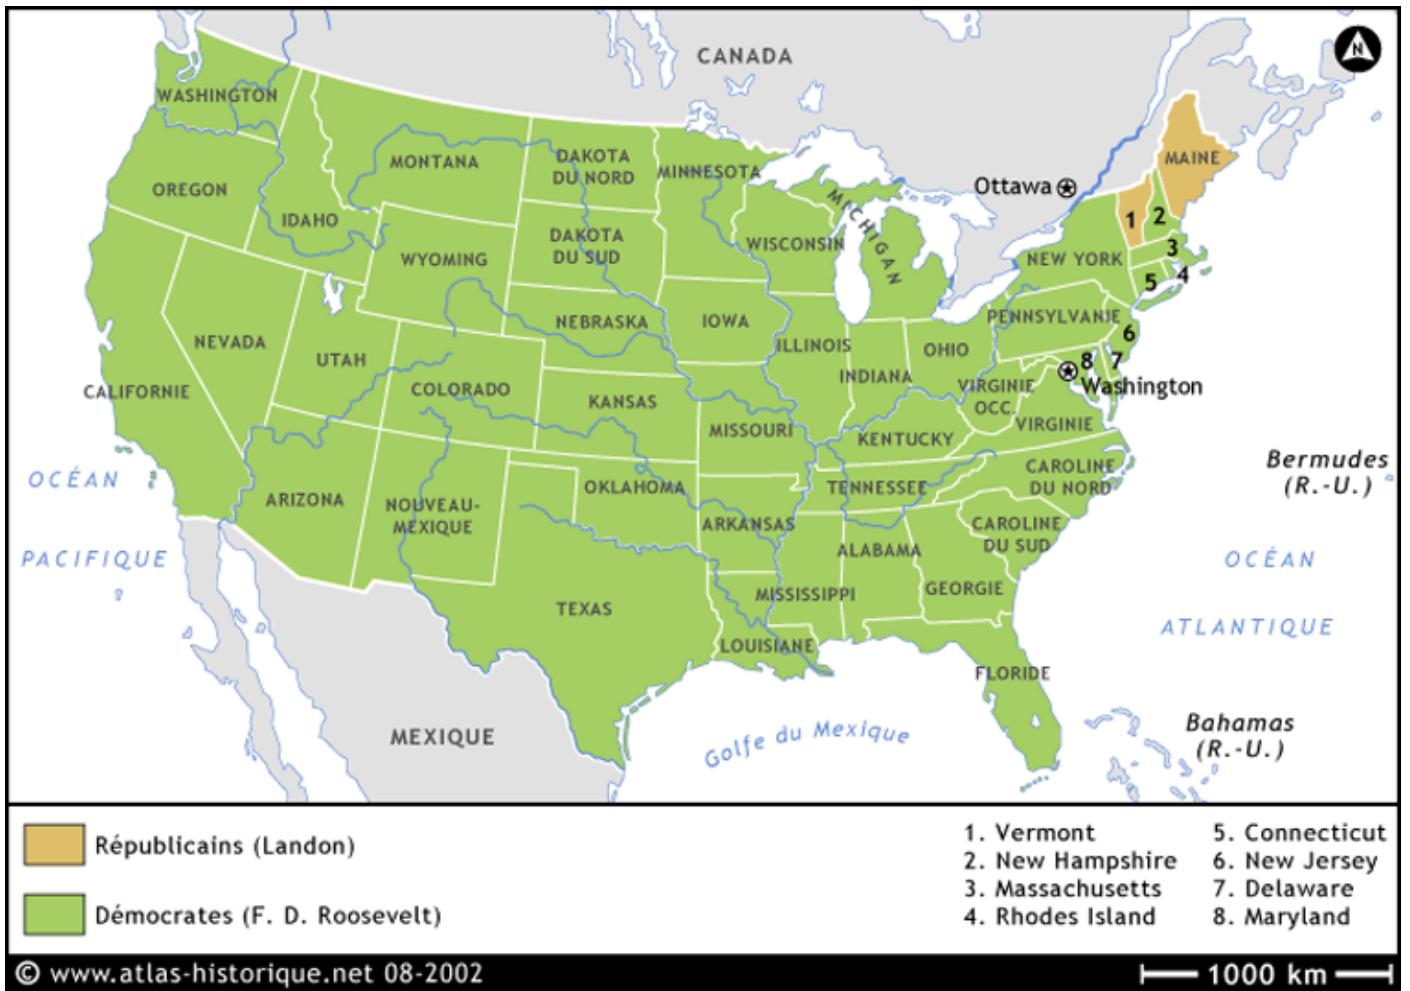 CANADA
N
WASHINGTON
MONTANA
DAKOTA
DU NORD
MINNESOTA
MAINE
Ottawa
OREGON
IDAHO
MICHIGAN
1
2
WYOMING
DAKOTA
DU SUD
WISCONSIN
NEW YORK
3
4
5
NEVADA
UTAH
NEBRASKA
IOWA
ILLINOIS
INDIANA
OHIO
PENNSYLVANIE
6
7
8
Washington
CALIFORNIE
COLORADO
KANSAS
MISSOURI
KENTUCKY
VIRGINIE
OCC.
VIRGINIE
OCÉAN
PACIFIQUE
ARIZONA
NOUVEAU-
MEXIQUE
OKLAHOMA
ARKANSAS
TENNESSEE
CAROLINE
DU NORD
CAROLINE
DU SUD
Bermudes
(R.-U.)
TEXAS
LOUISIANE
MISSISSIPPI
ALABAMA
GEORGIE
FLORIDE
OCÉAN
ATLANTIQUE
MEXIQUE
Golfe du Mexique
Bahamas
(R.-U.)
Républicains (Landon)
Démocrates (F. D. Roosevelt)
1. Vermont
2. New Hampshire
3. Massachusetts
4. Rhodes Island
5. Connecticut
6. New Jersey
7. Delaware
8. Maryland
© www.atlas-historique.net 08-2002
1000 km